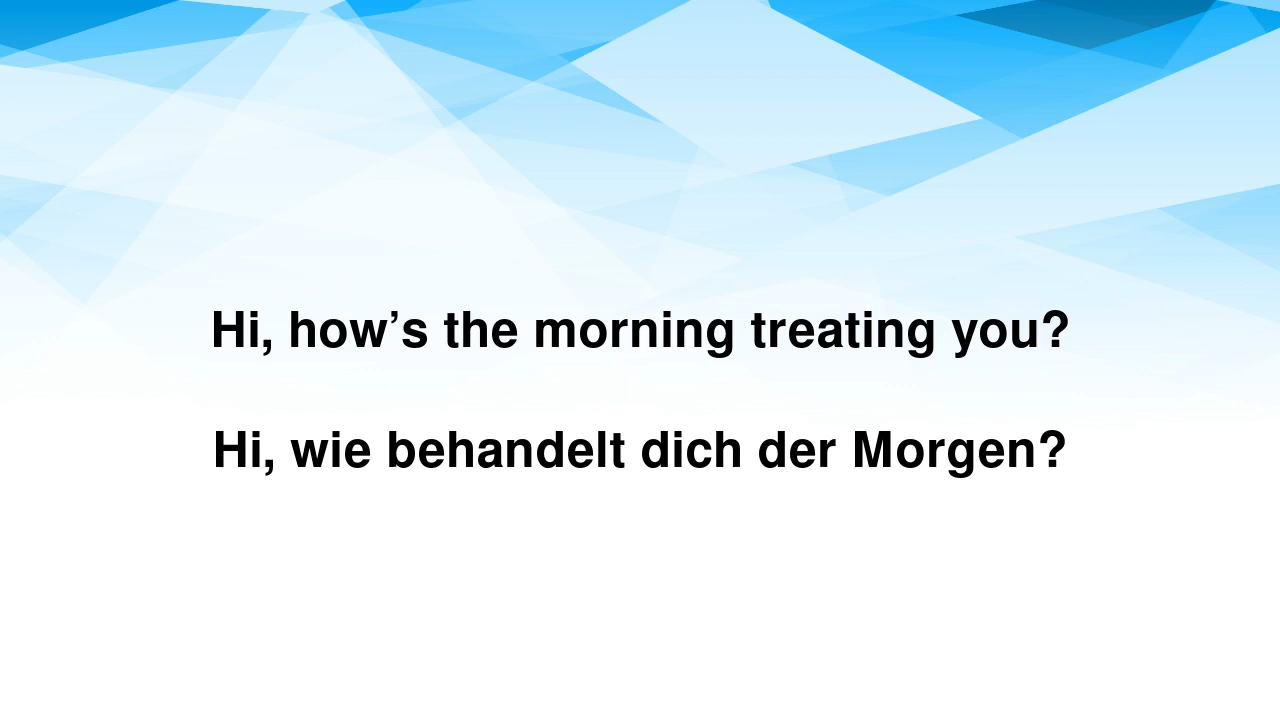 Hi, how’s the morning treating you?
Hi, wie behandelt dich der Morgen?